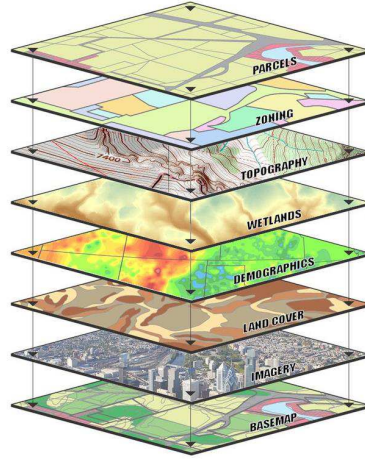 PARCELS
ZONING
7400
TOPOGRAPHY
WETLANDS
DEMOGRAPHICS
LAND COVER
IMAGERY
BASEMAP